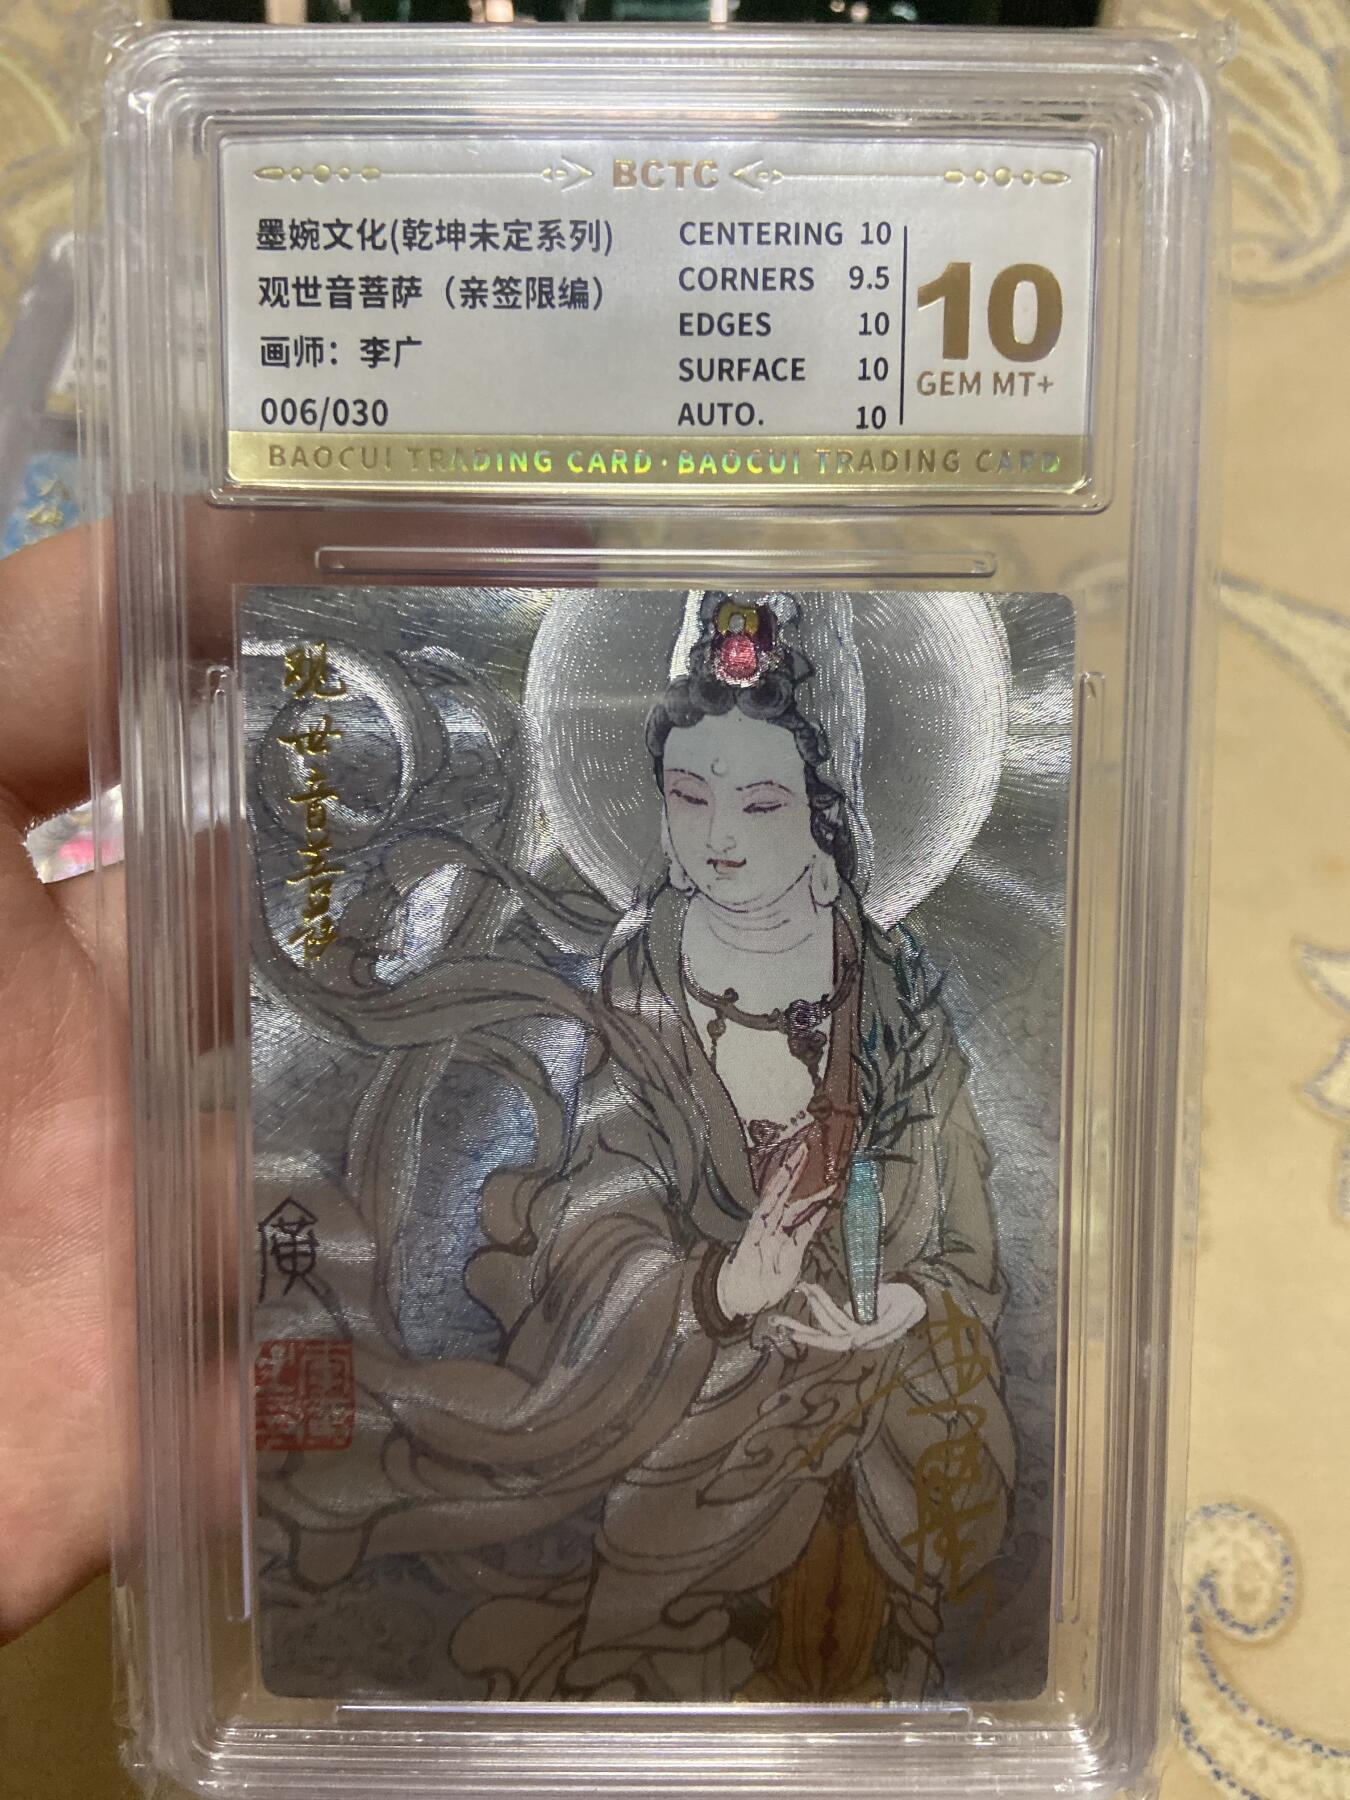 BCTC
墨婉文化(乾坤未定系列)
观世音菩萨（亲签限编）
画师：李广
006/030
CENTERING 10
CORNERS 9.5
EDGES 10
SURFACE 10
AUTO. 10
10
GEM MT+
BAOCUI TRADING CARD·BAOCUI TRADING CARD
观世音菩萨